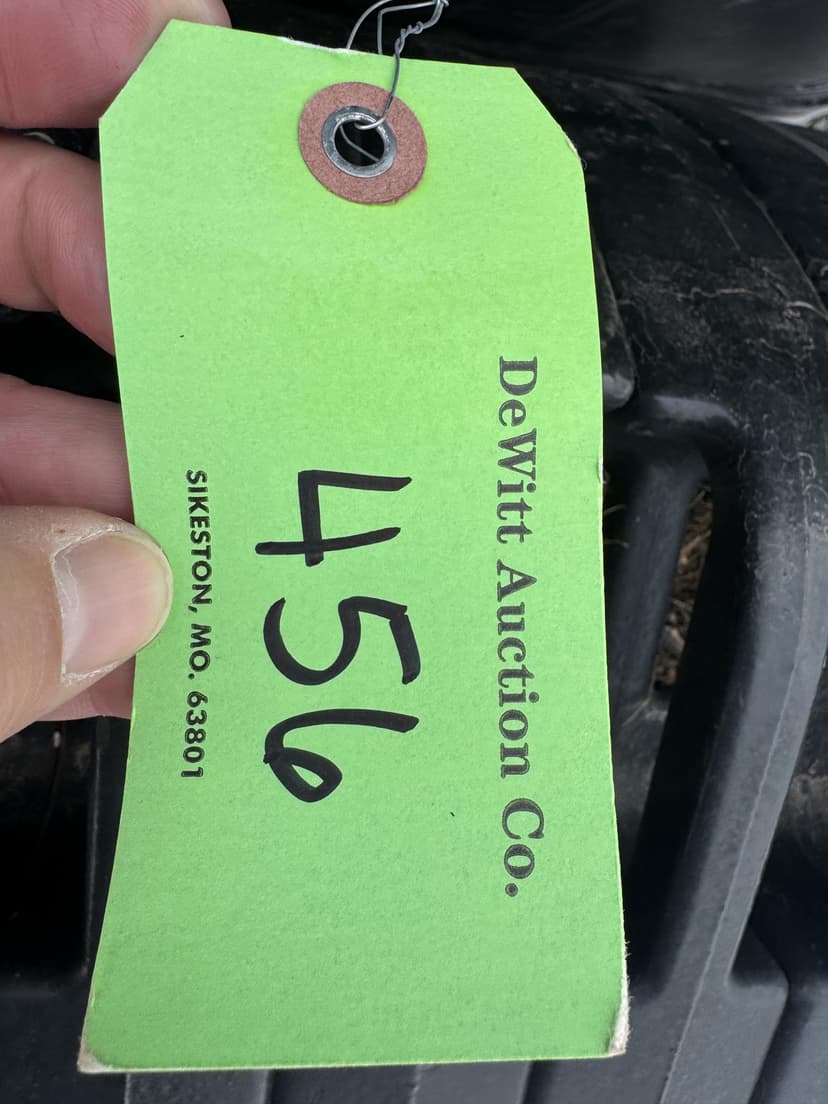 DeWitt Auction Co.
456
SIKESTON, MO. 63801